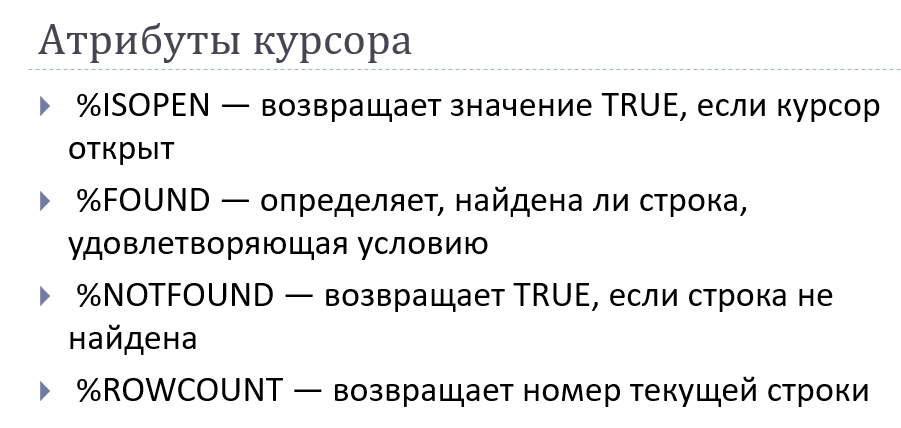 Атрибуты курсора
%ISOPEN — возвращает значение TRUE, если курсор
открыт
%FOUND — определяет, найдена ли строка,
удовлетворяющая условию
%NOTFOUND — возвращает TRUE, если строка не
найдена
%ROWCOUNT — возвращает номер текущей строки